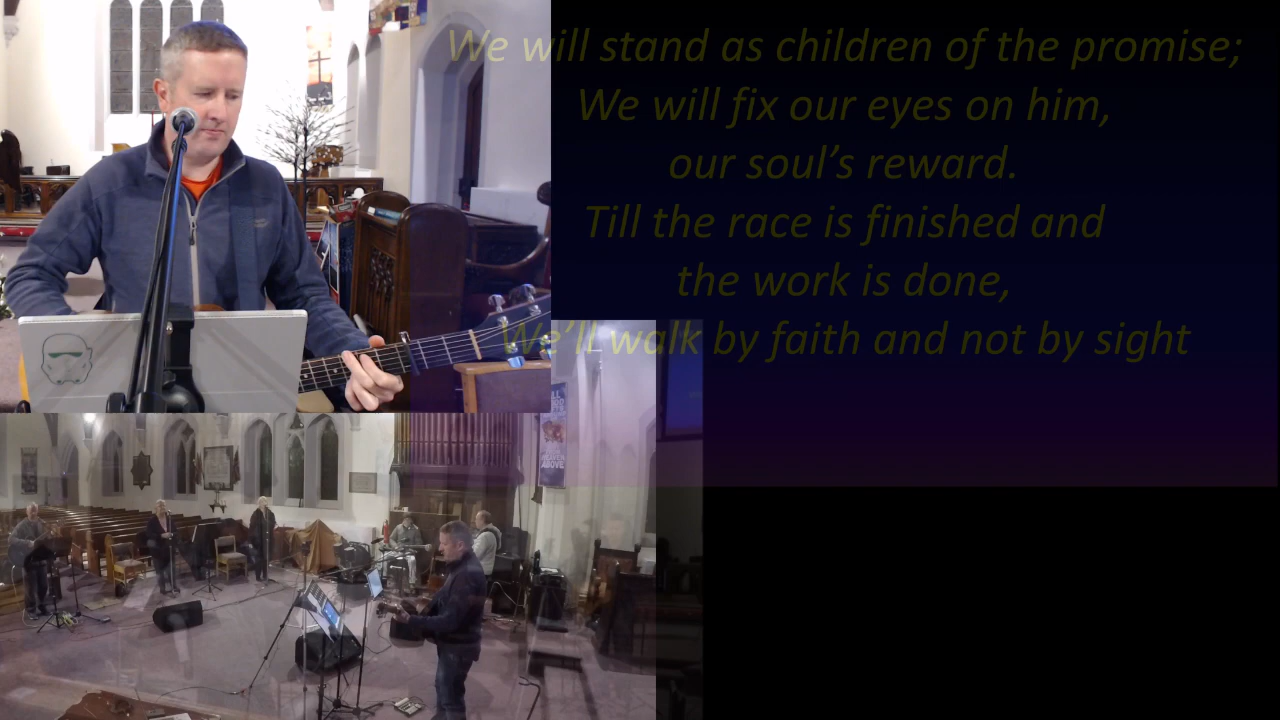 We will stand as children of the promise;
We will fix our eyes on him,
our soul’s reward.
Till the race is finished and
the work is done,
We’ll walk by faith and not by sight
ABOVE